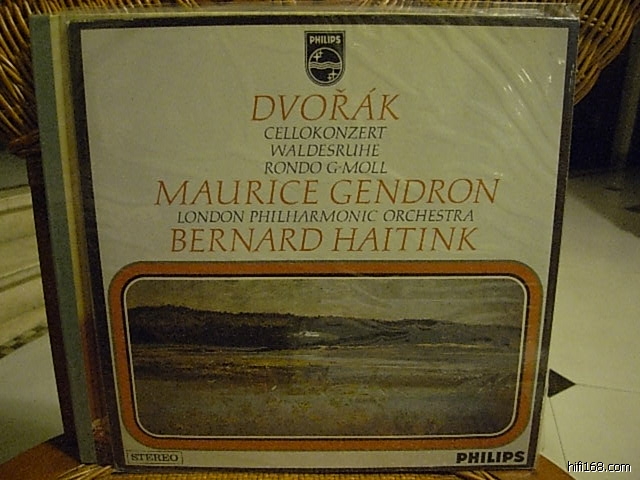 PHILIPS
DVOŘÁK
CELLOKONZERT
WALDESRUHE
RONDO G-MOLL
MAURICE GENDRON
LONDON PHILHARMONIC ORCHESTRA
BERNARD HAITINK
STEREO
PHILIPS
hifi168.com